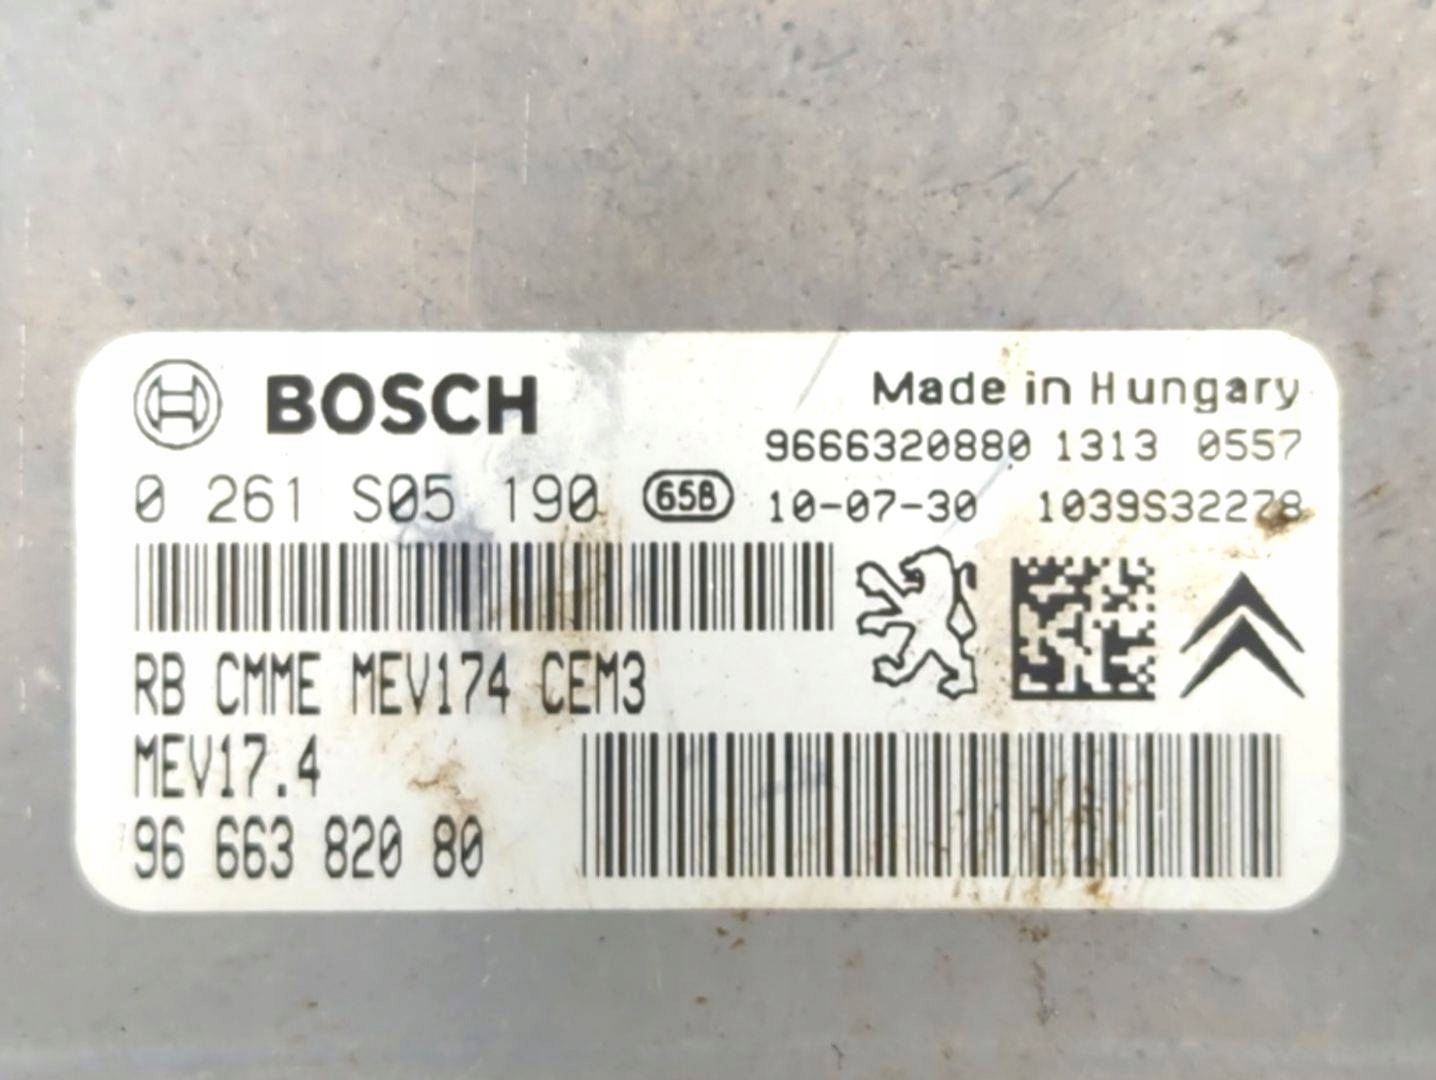 BOSCH
Made in Hungary
9666320880 1313 0557
0 261 S05 190 65B 10-07-30 1039S32278
RB CMME MEV174 CEM3
MEV17.4
96 663 820 80